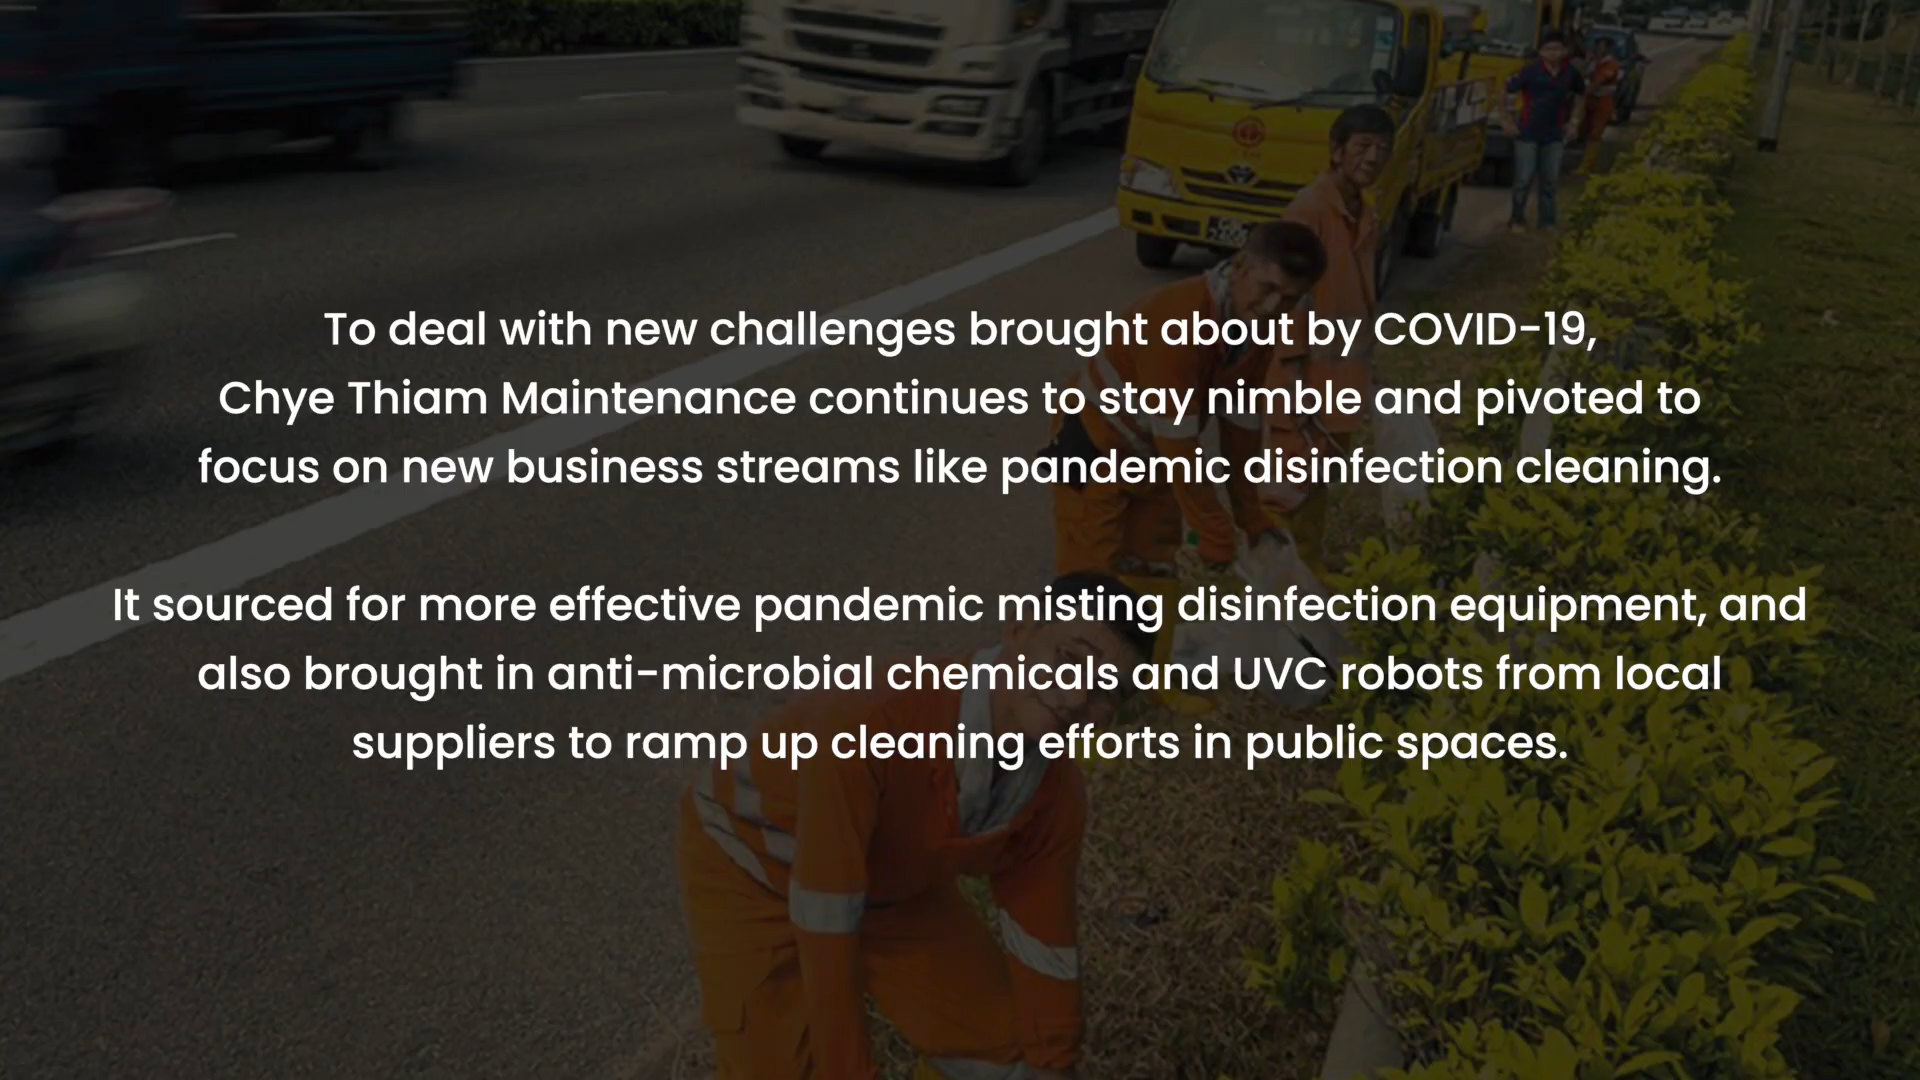 To deal with new challenges brought about by COVID-19,
Chye Thiam Maintenance continues to stay nimble and pivoted to
focus on new business streams like pandemic disinfection cleaning.
It sourced for more effective pandemic misting disinfection equipment, and
also brought in anti-microbial chemicals and UVC robots from local
suppliers to ramp up cleaning efforts in public spaces.